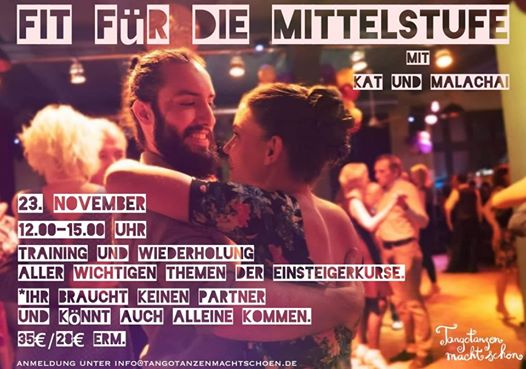 FIT FÜR DIE MITTELSTUFE
MIT
KAT UND MALACHAI
23. NOVEMBER
12.00-15.00 UHR
TRAINING UND WIEDERHOLUNG
ALLER WICHTIGEN THEMEN DER EINSTEIGERKURSE.
*IHR BRAUCHT KEINEN PARTNER
UND KÖNNT AUCH ALLEINE KOMMEN.
35€/28€ ERM.
Tangotanzen
macht schön
ANMELDUNG UNTER INFO@TANGOTANZENMACHTSCHOEN.DE